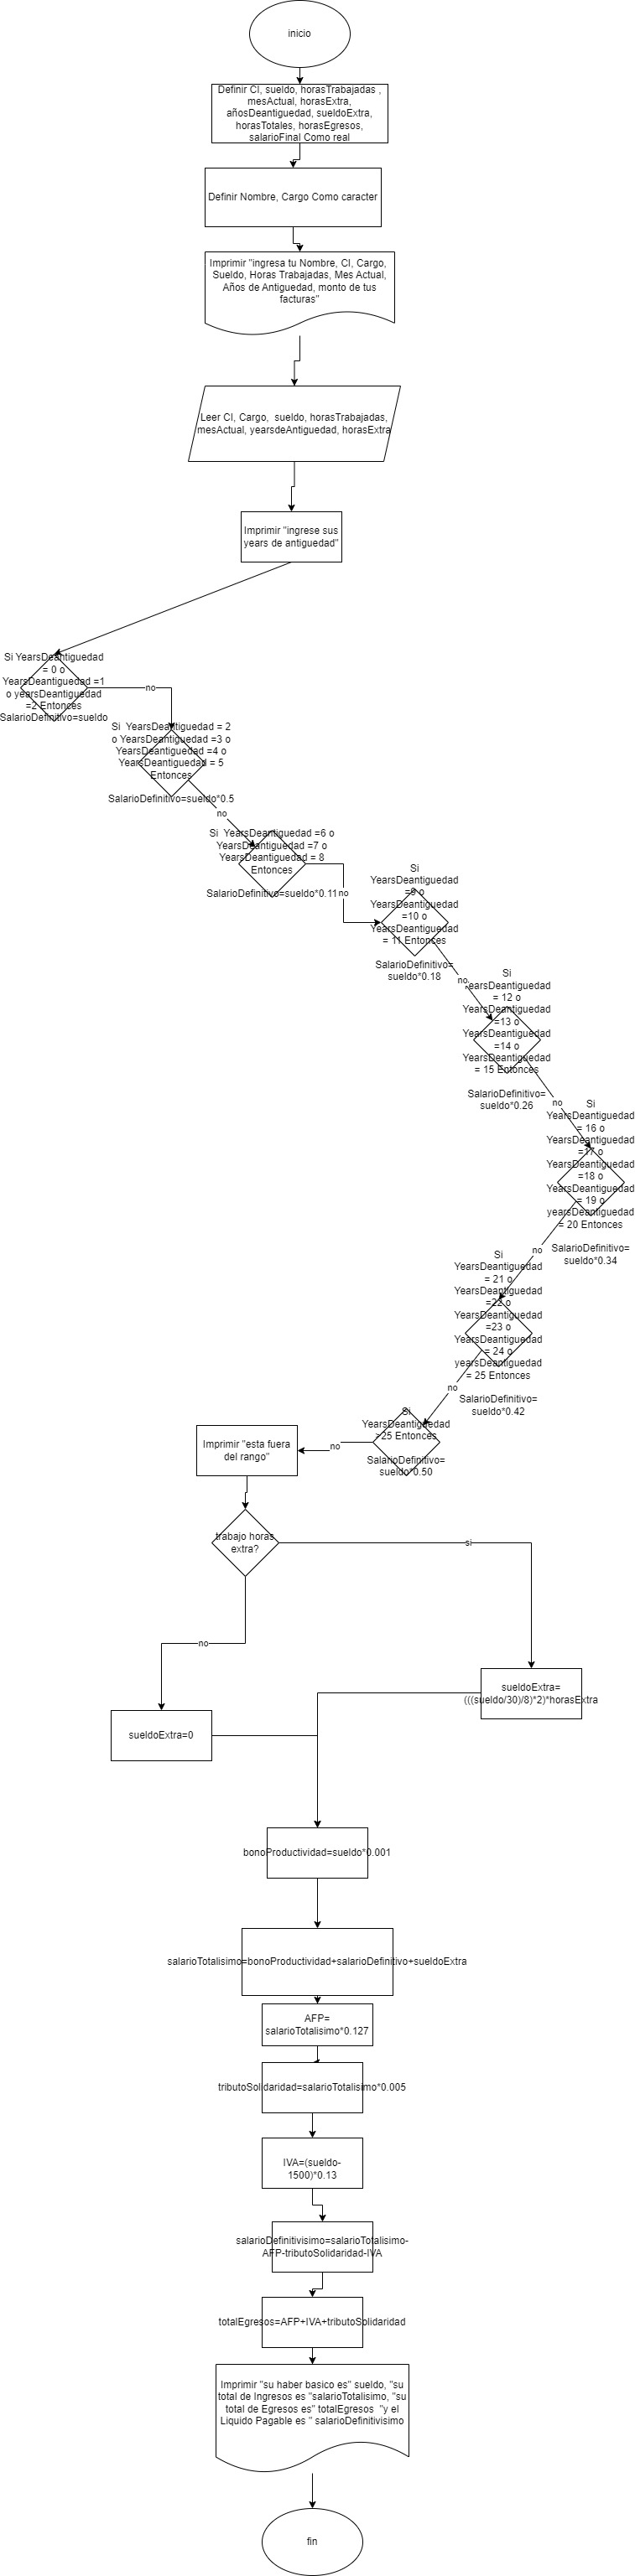 inicio
Definir CI, sueldo, horasTrabajadas ,
mesActual, horasExtra,
añosDeantiguedad, sueldoExtra,
horasTotales, horasEgresos,
salarioFinal Como real
Definir Nombre, Cargo Como caracter
Imprimir "ingresa tu Nombre, CI, Cargo,
Sueldo, Horas Trabajadas, Mes Actual,
Años de Antiguedad, monto de tus
facturas"
Leer CI, Cargo, sueldo, horasTrabajadas,
mesActual, yearsdeAntiguedad, horasExtra
Imprimir "ingrese sus
years de antiguedad"
Si YearsDeantiguedad
= 0 o
YearsDeantiguedad =1
o yearsDeantiguedad
=2 Entonces
SalarioDefinitivo=sueldo
no
Si YearsDeantiguedad = 2
o YearsDeantiguedad =3 o
YearsDeantiguedad =4 o
YearsDeantiguedad = 5
Entonces
SalarioDefinitivo=sueldo*0.5
no
Si YearsDeantiguedad =6 o
YearsDeantiguedad =7 o
YearsDeantiguedad = 8
Entonces
SalarioDefinitivo=sueldo*0.11
no
Si
YearsDeantiguedad
=9 o
YearsDeantiguedad
=10 o
YearsDeantiguedad
= 11 Entonces
SalarioDefinitivo=
sueldo*0.18
no
Si
YearsDeantiguedad
= 12 o
YearsDeantiguedad
=13 o
YearsDeantiguedad
=14 o
YearsDeantiguedad
= 15 Entonces
SalarioDefinitivo=
sueldo*0.26
no
Si
YearsDeantiguedad
= 16 o
YearsDeantiguedad
=17 o
YearsDeantiguedad
=18 o
YearsDeantiguedad
= 19 o
yearsDeantiguedad
= 20 Entonces
SalarioDefinitivo=
sueldo*0.34
no
Si
YearsDeantiguedad
= 21 o
YearsDeantiguedad
=22 o
YearsDeantiguedad
=23 o
YearsDeantiguedad
= 24 o
yearsDeantiguedad
= 25 Entonces
SalarioDefinitivo=
sueldo*0.42
no
Si
YearsDeantiguedad
25 Entonces
SalarioDefinitivo=
sueldo*0.50
no
Imprimir "esta fuera
del rango"
trabajo horas
extra?
si
no
sueldoExtra=
(((sueldo/30)/8)*2)*horasExtra
sueldoExtra=0
bonoProductividad=sueldo*0.001
salarioTotalisimo=bonoProductividad+salarioDefinitivo+sueldoExtra
AFP=
salarioTotalisimo*0.127
tributoSolidaridad=salarioTotalisimo*0.005
IVA=(sueldo-
1500)*0.13
salarioDefinitivisimo=salarioTotalisimo-
AFP-tributoSolidaridad-IVA
totalEgresos=AFP+IVA+tributoSolidaridad
Imprimir "su haber basico es" sueldo, "su
total de Ingresos es "salarioTotalisimo, "su
total de Egresos es" totalEgresos "y el
Liquido Pagable es " salarioDefinitivisimo
fin